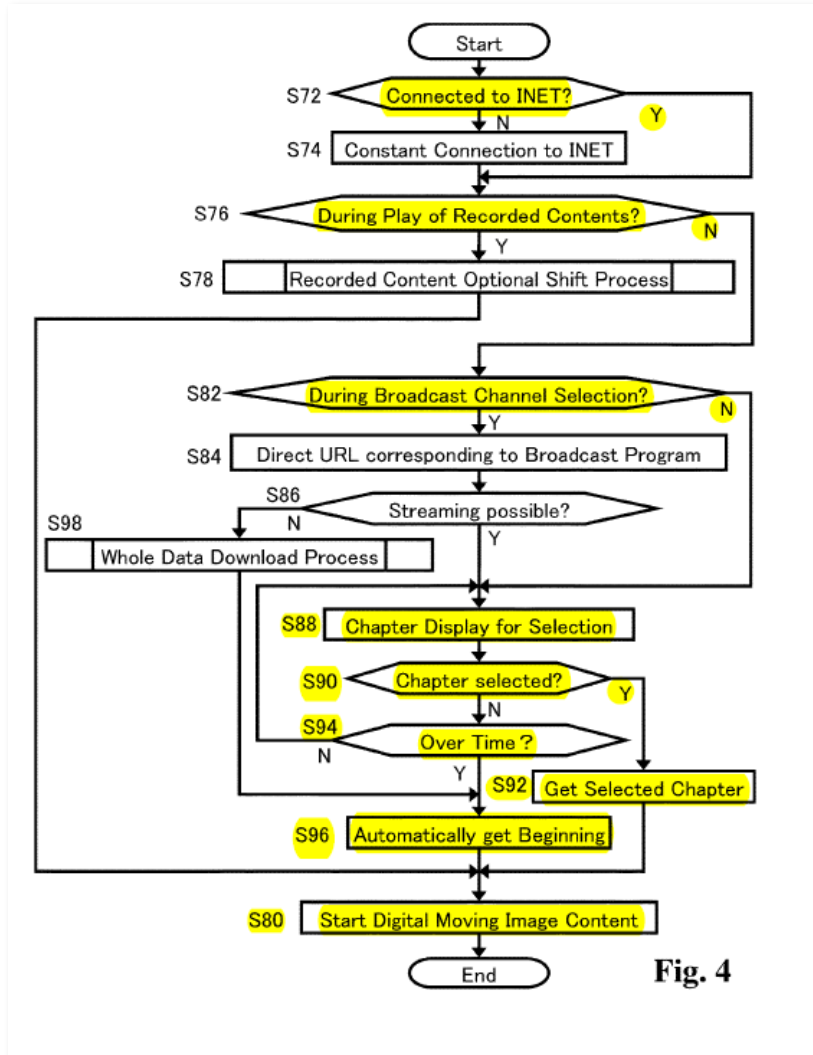 Start
S72
Connected to INET?
Y
N
S74
Constant Connection to INET
S76
During Play of Recorded Contents?
N
Y
S78
Recorded Content Optional Shift Process
S82
During Broadcast Channel Selection?
N
Y
S84
Direct URL corresponding to Broadcast Program
S86
Streaming possible?
N
Y
S98
Whole Data Download Process
S88
Chapter Display for Selection
S90
Chapter selected?
Y
N
S94
Over Time ?
N
Y
S92
Get Selected Chapter
S96
Automatically get Beginning
S80
Start Digital Moving Image Content
End
Fig. 4